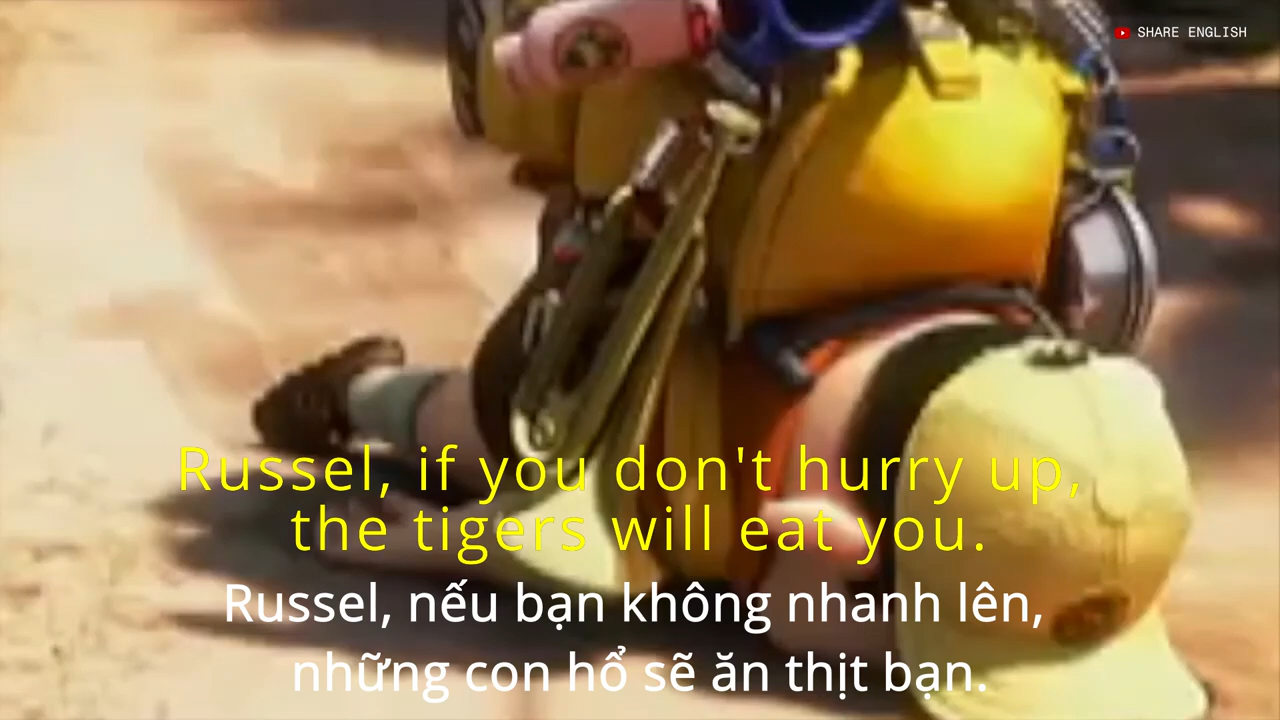 SHARE ENGLISH
Russel, if you don't hurry up,
the tigers will eat you.
Russel, nếu bạn không nhanh lên,
những con hổ sẽ ăn thịt bạn.